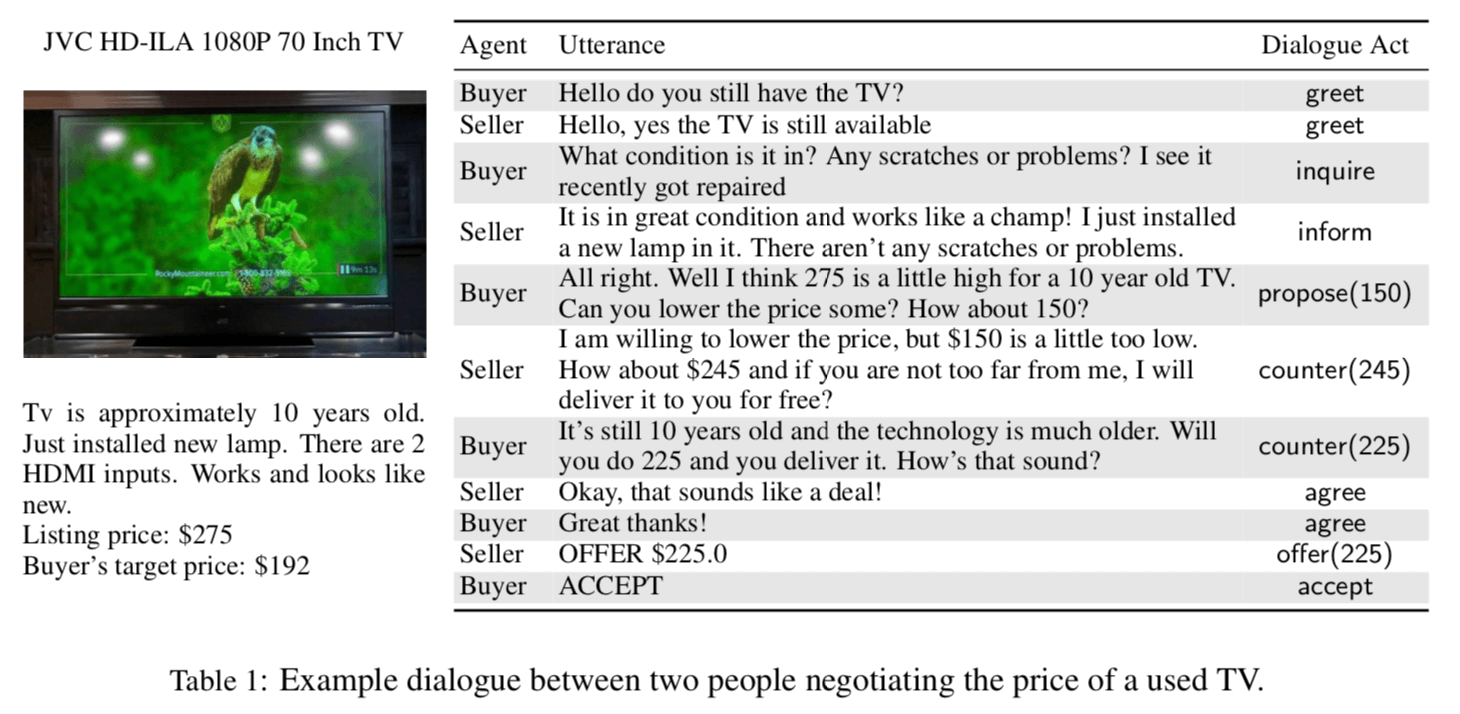 JVC HD-ILA 1080P 70 Inch TV
RockyMountaineer.com
9m 13s
Tv is approximately 10 years old.
Just installed new lamp. There are 2
HDMI inputs. Works and looks like
new.
Listing price: $275
Buyer's target price: $192
Agent Utterance Dialogue Act
Buyer Hello do you still have the TV? greet
Seller Hello, yes the TV is still available greet
Buyer What condition is it in? Any scratches or problems? I see it
recently got repaired inquire
Seller It is in great condition and works like a champ! I just installed
a new lamp in it. There aren't any scratches or problems. inform
Buyer All right. Well I think 275 is a little high for a 10 year old TV.
Can you lower the price some? How about 150? propose(150)
Seller I am willing to lower the price, but $150 is a little too low.
How about $245 and if you are not too far from me, I will
deliver it to you for free? counter(245)
Buyer It's still 10 years old and the technology is much older. Will
you do 225 and you deliver it. How's that sound? counter(225)
Seller Okay, that sounds like a deal! agree
Buyer Great thanks! agree
Seller OFFER $225.0 offer(225)
Buyer ACCEPT accept
Table 1: Example dialogue between two people negotiating the price of a used TV.